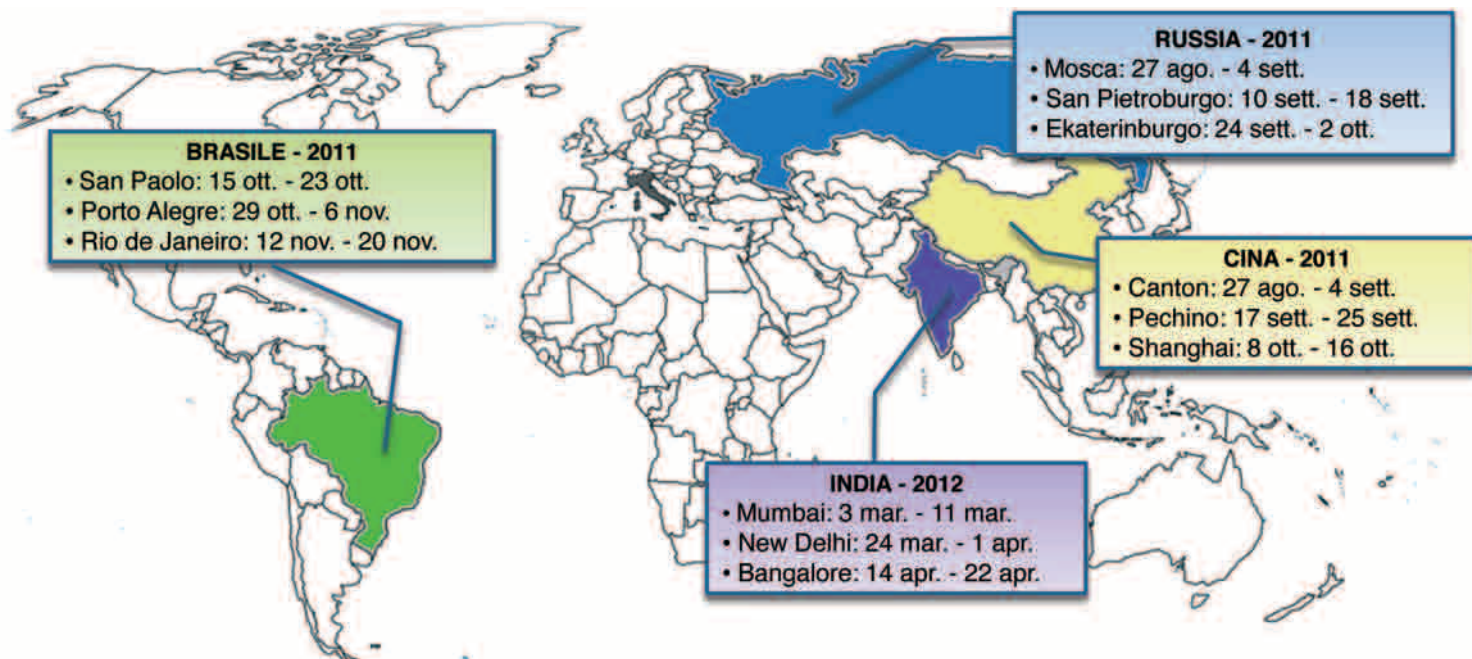 RUSSIA - 2011
• Mosca: 27 ago. - 4 sett.
• San Pietroburgo: 10 sett. - 18 sett.
• Ekaterinburgo: 24 sett. - 2 ott.
BRASILE - 2011
• San Paolo: 15 ott. - 23 ott.
• Porto Alegre: 29 ott. - 6 nov.
• Rio de Janeiro: 12 nov. - 20 nov.
CINA - 2011
• Canton: 27 ago. - 4 sett.
• Pechino: 17 sett. - 25 sett.
• Shanghai: 8 ott. - 16 ott.
INDIA - 2012
• Mumbai: 3 mar. - 11 mar.
• New Delhi: 24 mar. - 1 apr.
• Bangalore: 14 apr. - 22 apr.